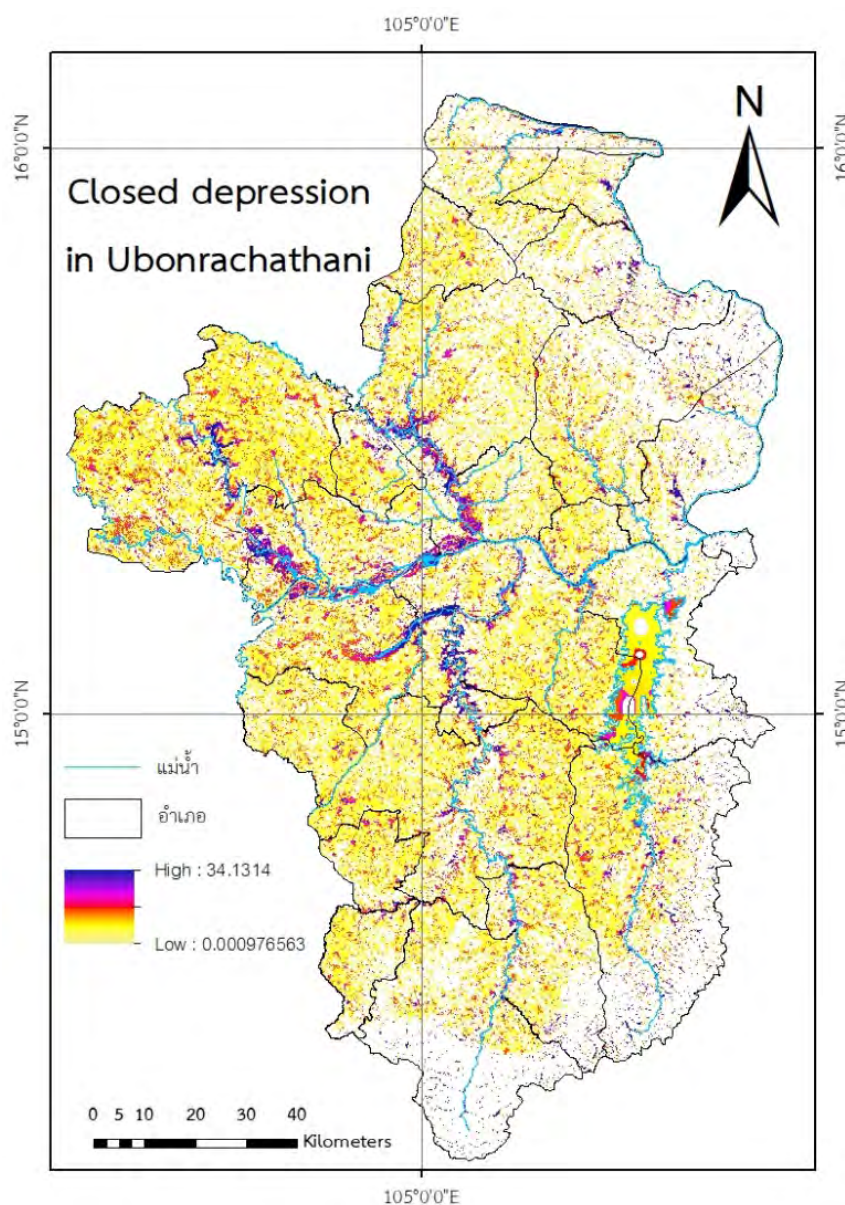 105°0'0"E
16°0'0"N
16°0'0"N
N
Closed depression
in Ubonrachathani
15°0'0"N
15°0'0"N
แม่น้ำ
อำเภอ
High : 34.1314
Low : 0.000976563
0 5 10 20 30 40
Kilometers
105°0'0"E